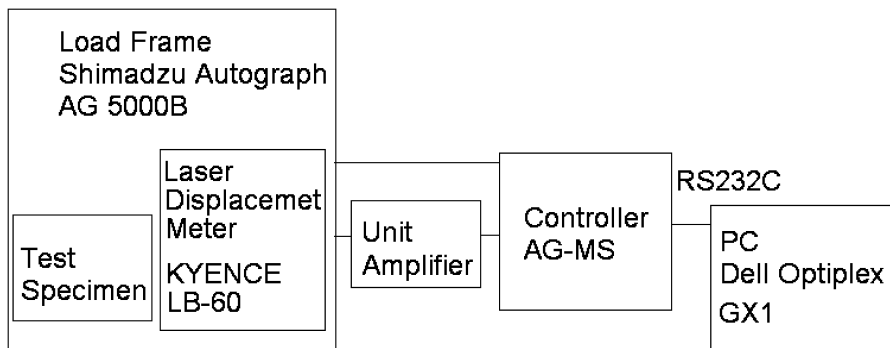 Load Frame
Shimadzu Autograph
AG 5000B
Laser
Displacemet
Meter
KYENCE
LB-60
Test
Specimen
Unit
Amplifier
Controller
AG-MS
RS232C
PC
Dell Optiplex
GX1